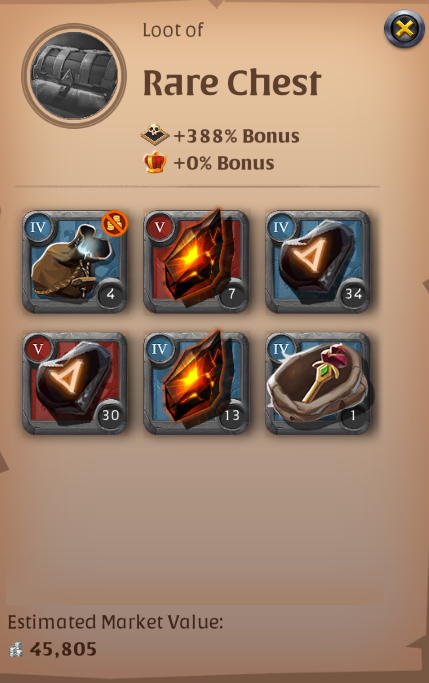 Loot of
Rare Chest
+388% Bonus
+0% Bonus
IV
4
V
7
IV
34
V
30
IV
13
IV
1
Estimated Market Value:
45,805